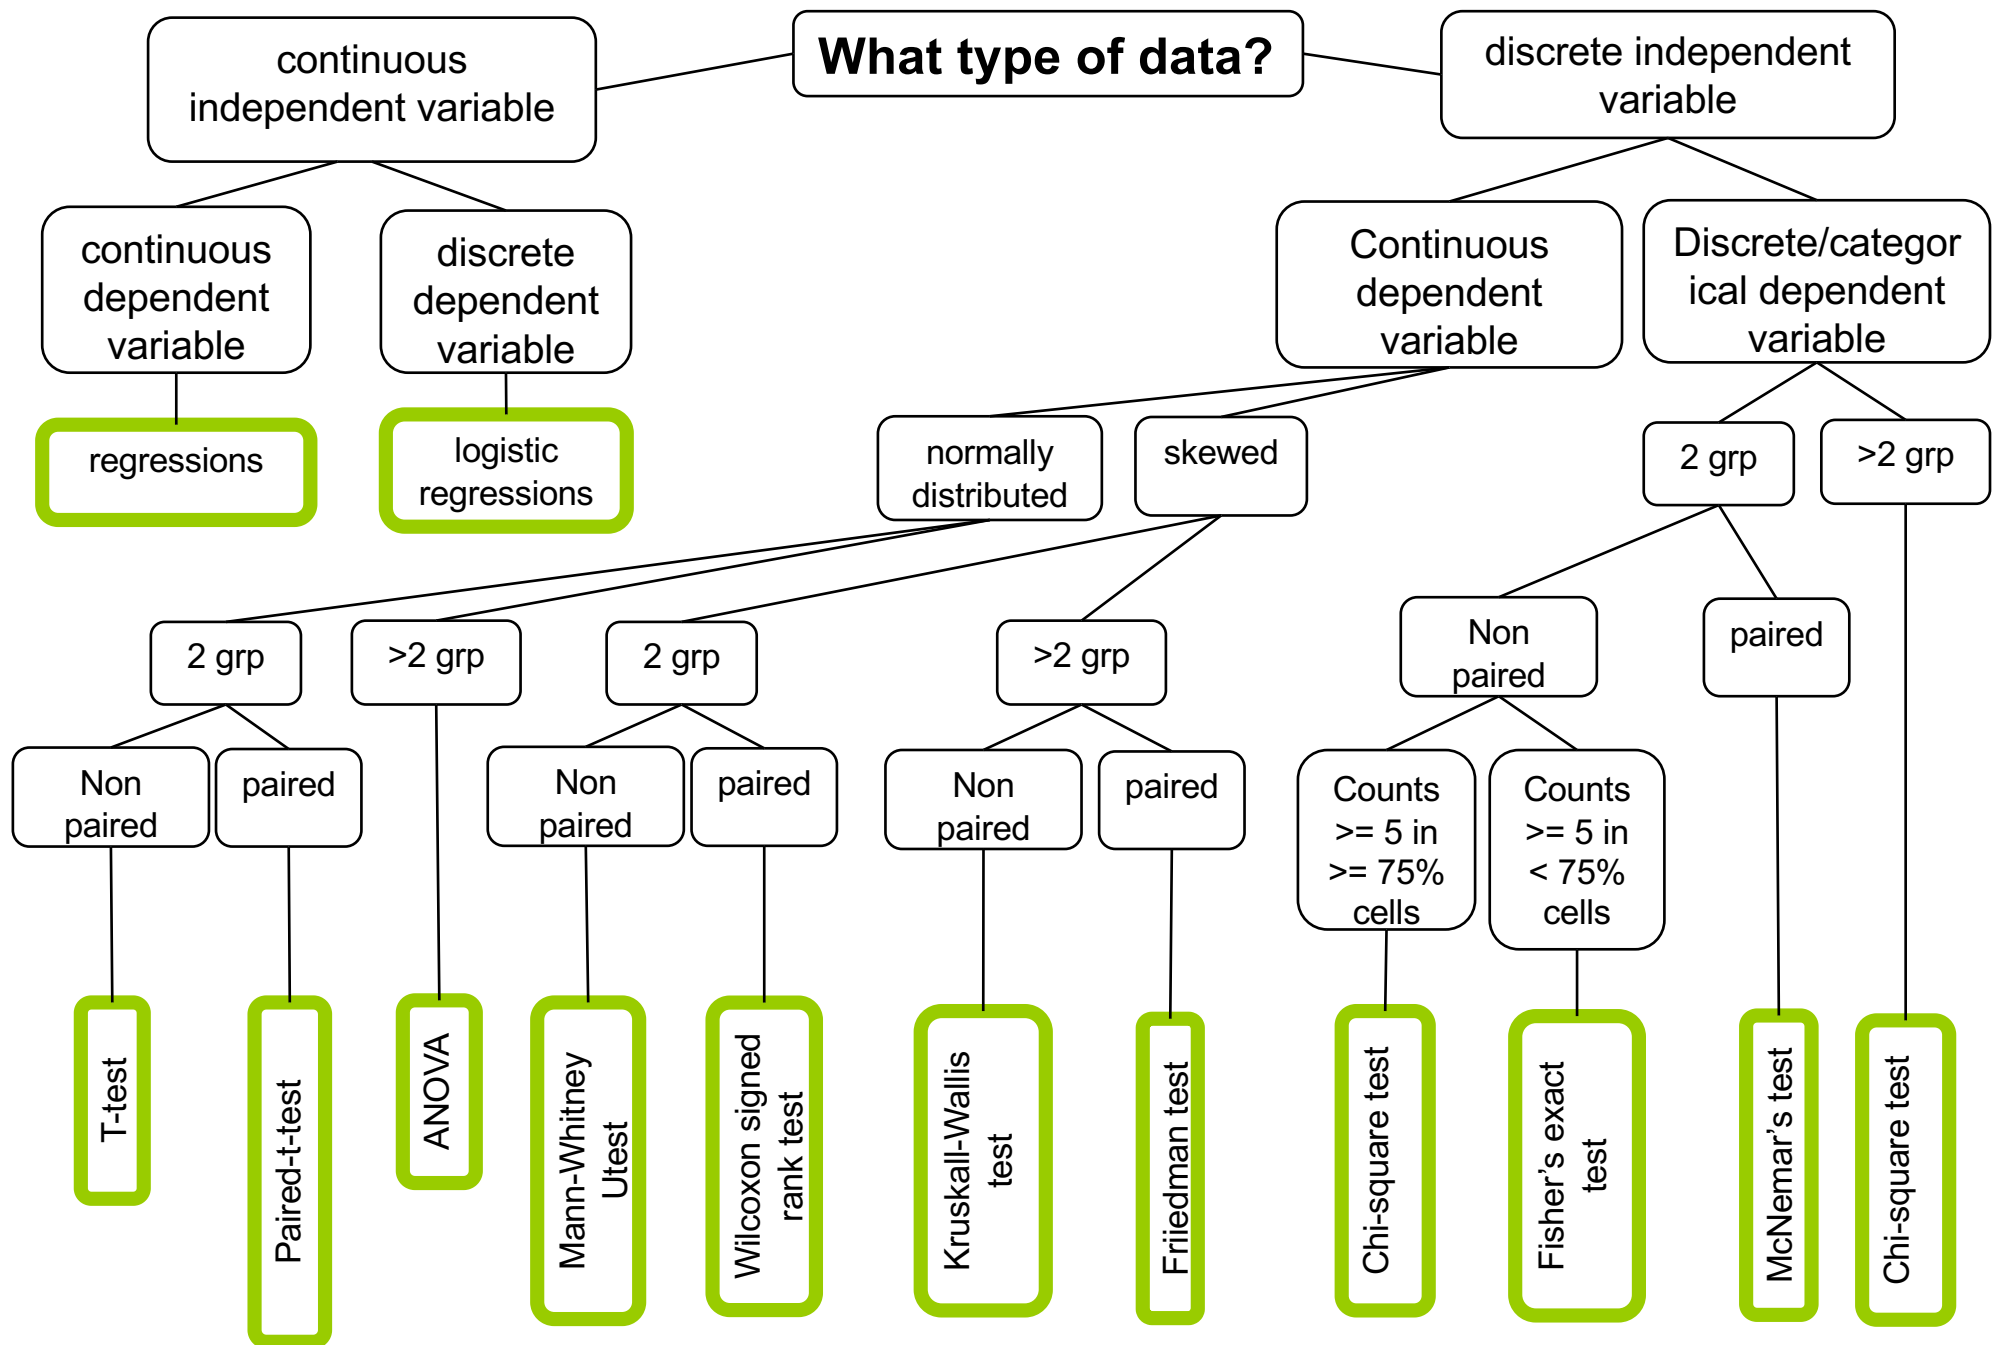 What type of data?
continuous
independent variable
discrete independent
variable
continuous
dependent
variable
discrete
dependent
variable
Continuous
dependent
variable
Discrete/categor
ical dependent
variable
regressions
logistic
regressions
normally
distributed
skewed
2 grp
>2 grp
2 grp
>2 grp
2 grp
>2 grp
Non
paired
paired
Non
paired
paired
Non
paired
paired
Non
paired
paired
Counts
>= 5 in
>= 75%
cells
Counts
>= 5 in
< 75%
cells
T-test
Paired-t-test
ANOVA
Mann-Whitney
Utest
Wilcoxon signed
rank test
Kruskall-Wallis
test
Friiedman test
Chi-square test
Fisher’s exact
test
McNemar’s test
Chi-square test